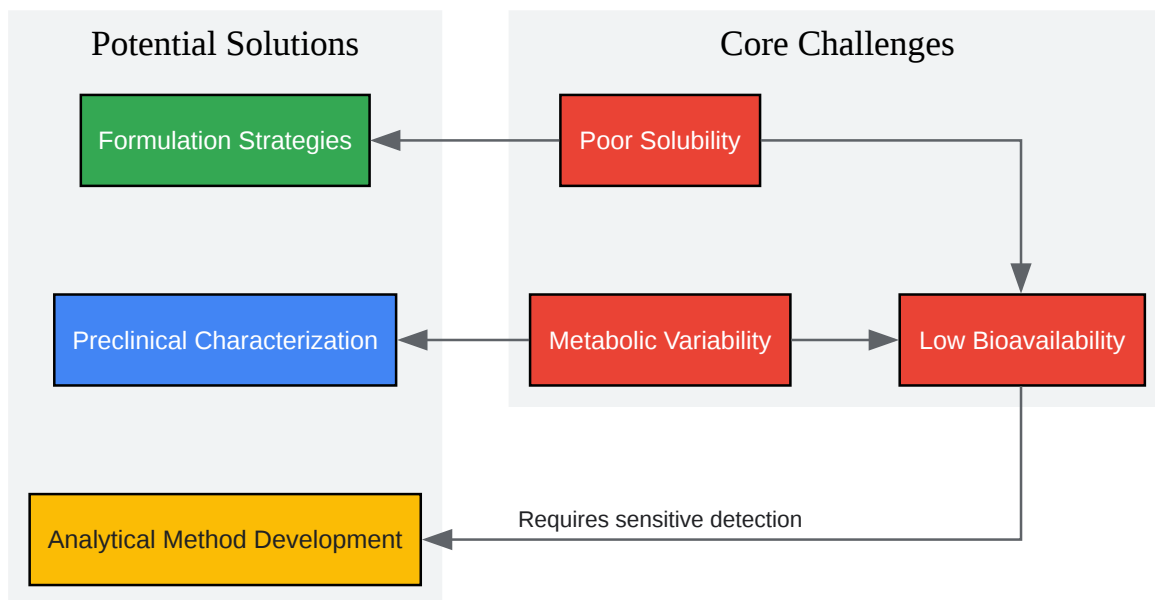 Potential Solutions
Core Challenges
Formulation Strategies
Poor Solubility
Preclinical Characterization
Metabolic Variability
Low Bioavailability
Requires sensitive detection
Analytical Method Development